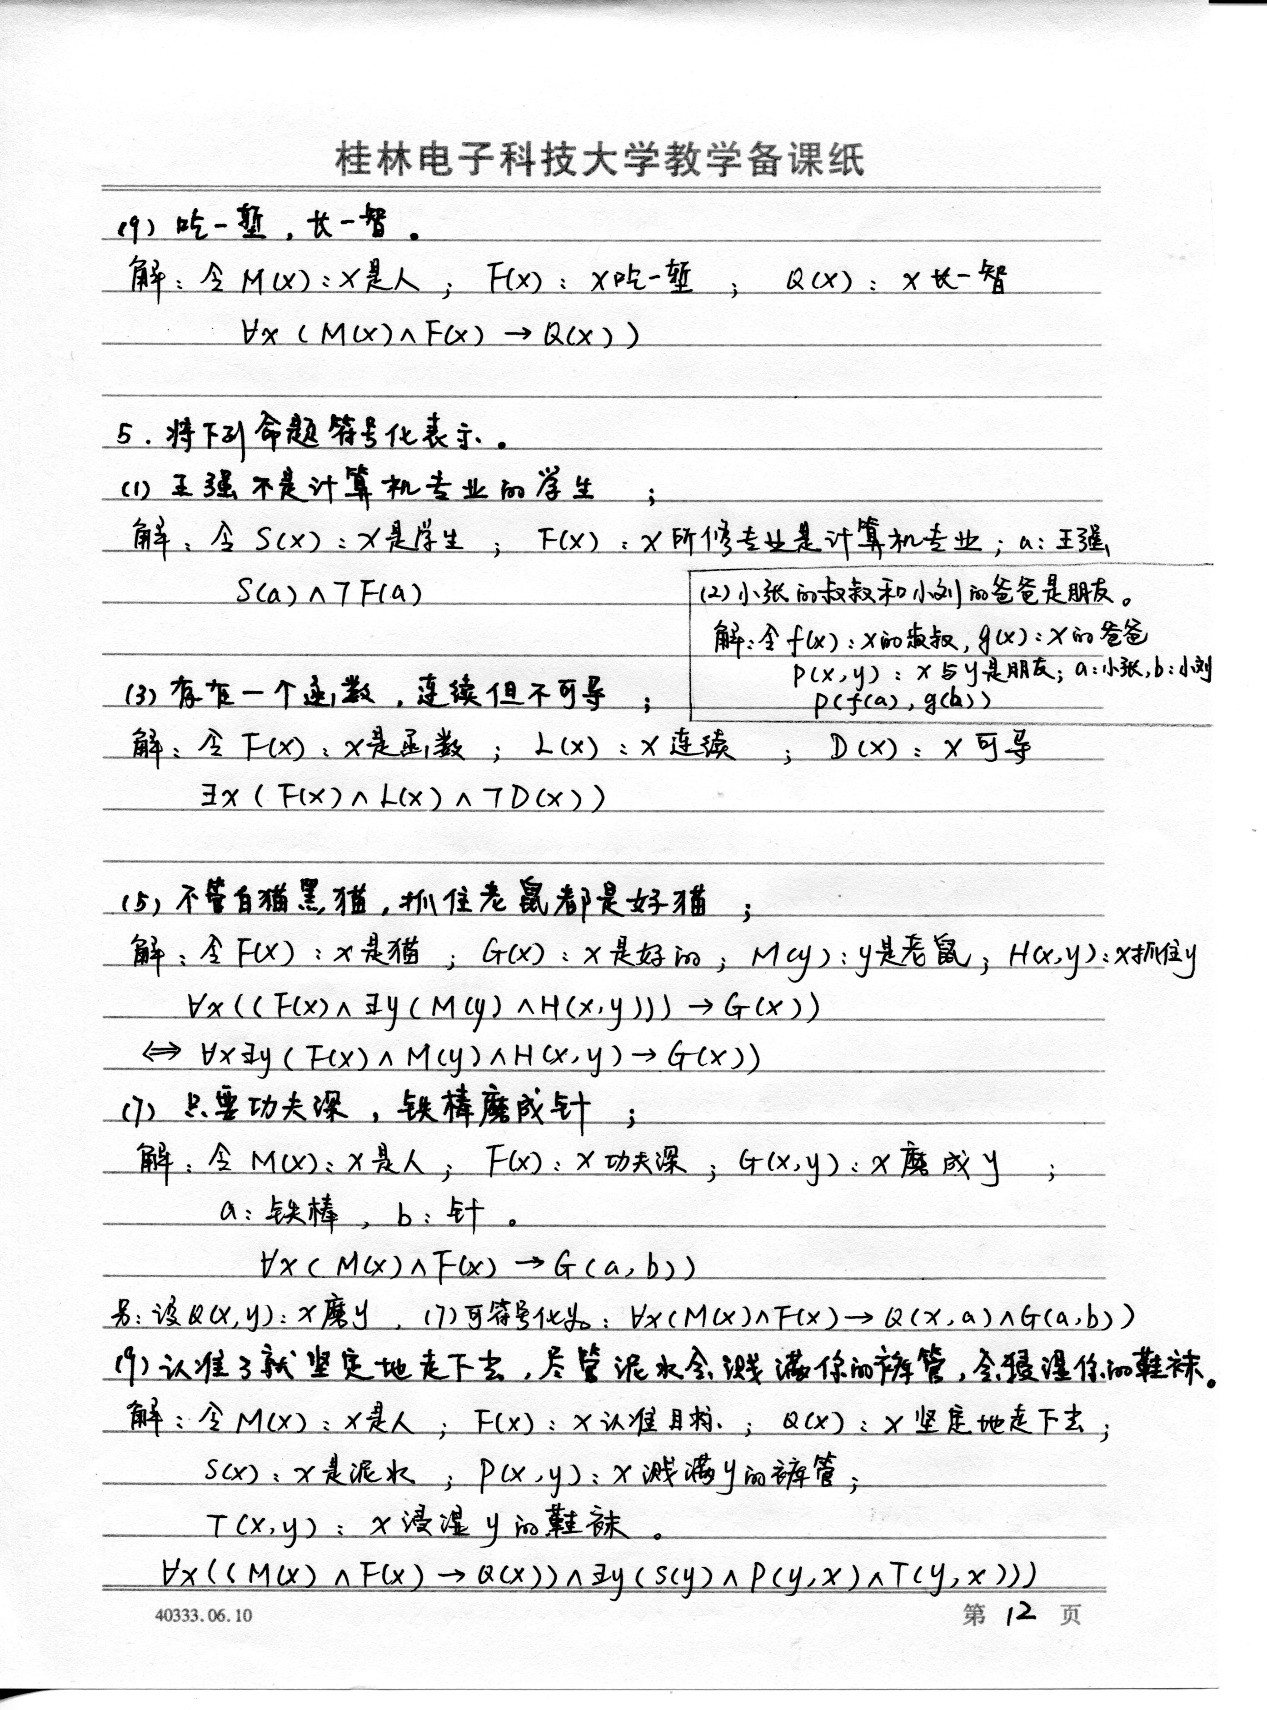 桂林电子科技大学教学备课纸
(9) 吃一堑，长一智。
解：令 M(x)：x是人； F(x)：x吃一堑； Q(x)：x长一智
∀x (M(x)∧F(x) → Q(x))
5. 将下列命题符号化表示。
(1) 王强不是计算机专业的学生；
解：令 S(x)：x是学生； F(x)：x所修专业是计算机专业；a：王强
S(a)∧¬F(a)
(2) 小张的叔叔和小刘的爸爸是朋友。
解：令 f(x)：x的叔叔，g(x)：x的爸爸
P(x,y)：x与y是朋友；a：小张，b：小刘
P(f(a),g(b))
(3) 存在一个函数，连续但不可导；
解：令 F(x)：x是函数； L(x)：x连续； D(x)：x可导
∃x (F(x)∧L(x)∧¬D(x))
(5) 不管白猫黑猫，抓住老鼠都是好猫；
解：令 F(x)：x是猫； G(x)：x是好的； M(y)：y是老鼠； H(x,y)：x抓住y
∀x((F(x)∧∃y(M(y)∧H(x,y))) → G(x))
⇔ ∀x∃y(F(x)∧M(y)∧H(x,y) → G(x))
(7) 只要功夫深，铁棒磨成针；
解：令 M(x)：x是人； F(x)：x功夫深； G(x,y)：x磨成y；
a：铁棒，b：针。
∀x(M(x)∧F(x) → G(a,b))
另：设Q(x,y)：x磨y，(7)可符号化为：∀x(M(x)∧F(x) → Q(x,a)∧G(a,b))
(9) 认准了就坚定地走下去，尽管泥水会溅满你的裤管，会浸湿你的鞋袜。
解：令 M(x)：x是人； F(x)：x认准目标； Q(x)：x坚定地走下去；
S(x)：x是泥水； P(x,y)：x溅满y的裤管；
T(x,y)：x浸湿y的鞋袜。
∀x((M(x)∧F(x) → Q(x))∧∃y(S(y)∧P(y,x)∧T(y,x)))
40333.06.10
第 12 页